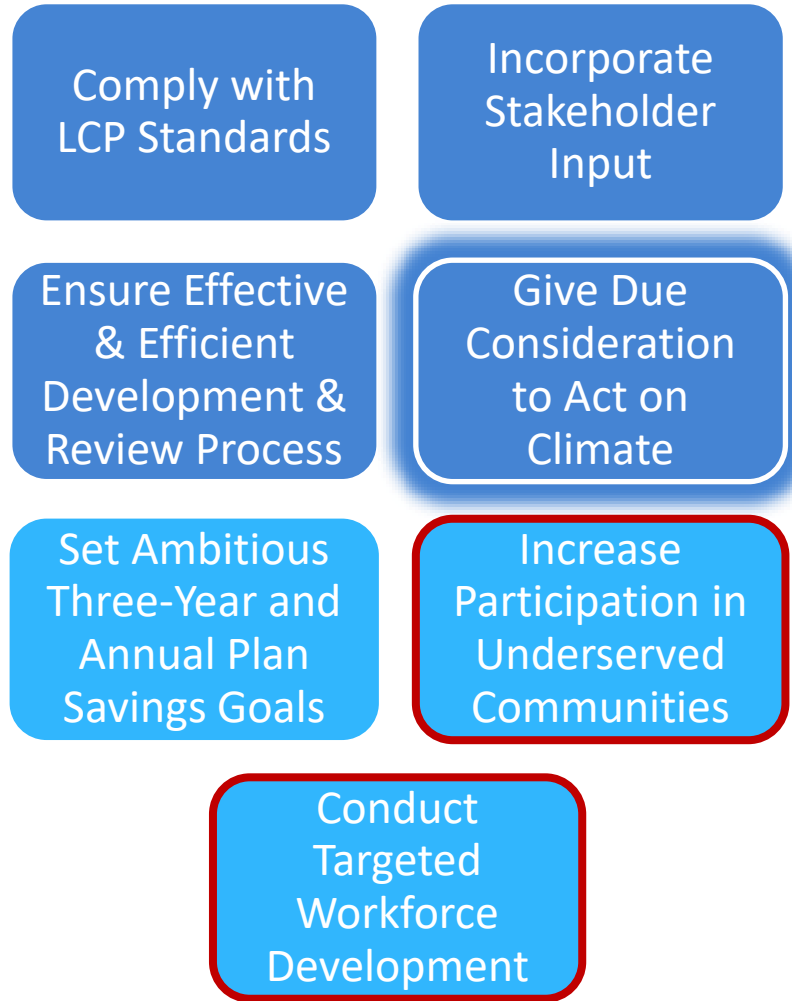 Comply with
LCP Standards
Incorporate
Stakeholder
Input
Ensure Effective
& Efficient
Development &
Review Process
Give Due
Consideration
to Act on
Climate
Set Ambitious
Three-Year and
Annual Plan
Savings Goals
Increase
Participation in
Underserved
Communities
Conduct
Targeted
Workforce
Development